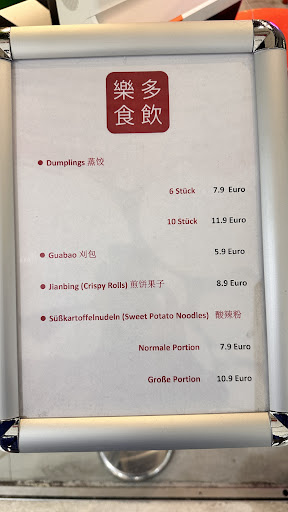 樂多
食飲
Dumplings 蒸饺
6 Stück 7.9 Euro
10 Stück 11.9 Euro
Guabao 刈包 5.9 Euro
Jianbing (Crispy Rolls) 煎饼果子 8.9 Euro
Süßkartoffelnudeln (Sweet Potato Noodles) 酸辣粉
Normale Portion 7.9 Euro
Große Portion 10.9 Euro